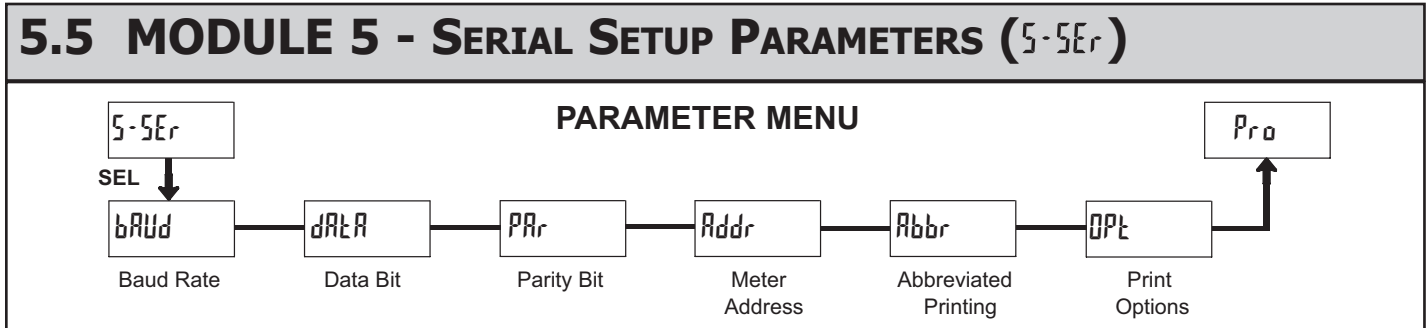 5.5 MODULE 5 - SERIAL SETUP PARAMETERS (5-SEr)
PARAMETER MENU
5-SEr
Pro
SEL
bAUd
dAtA
PAr
Addr
Abbr
OPt
Baud Rate
Data Bit
Parity Bit
Meter
Address
Abbreviated
Printing
Print
Options